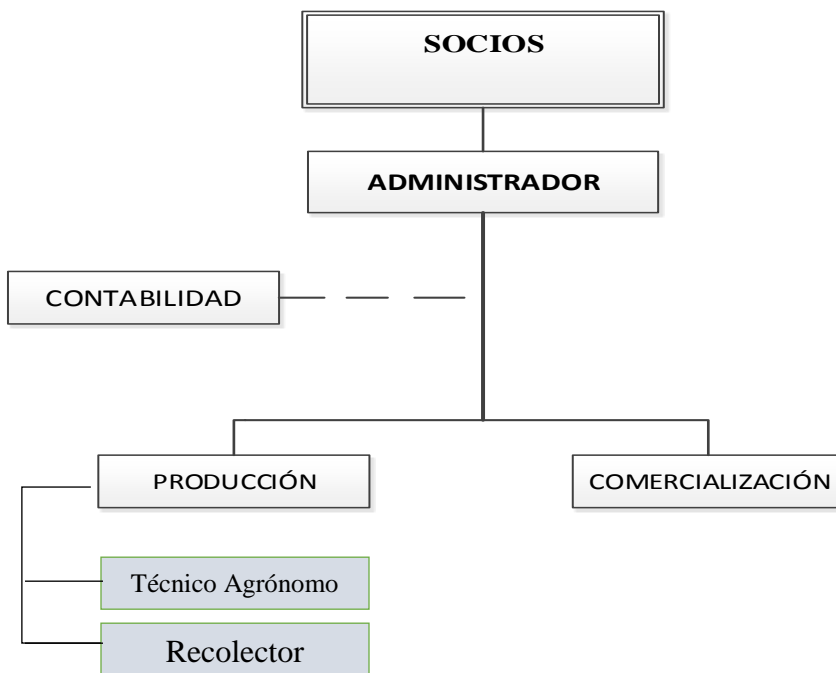 SOCIOS
ADMINISTRADOR
CONTABILIDAD
PRODUCCIÓN
COMERCIALIZACIÓN
Técnico Agrónomo
Recolector